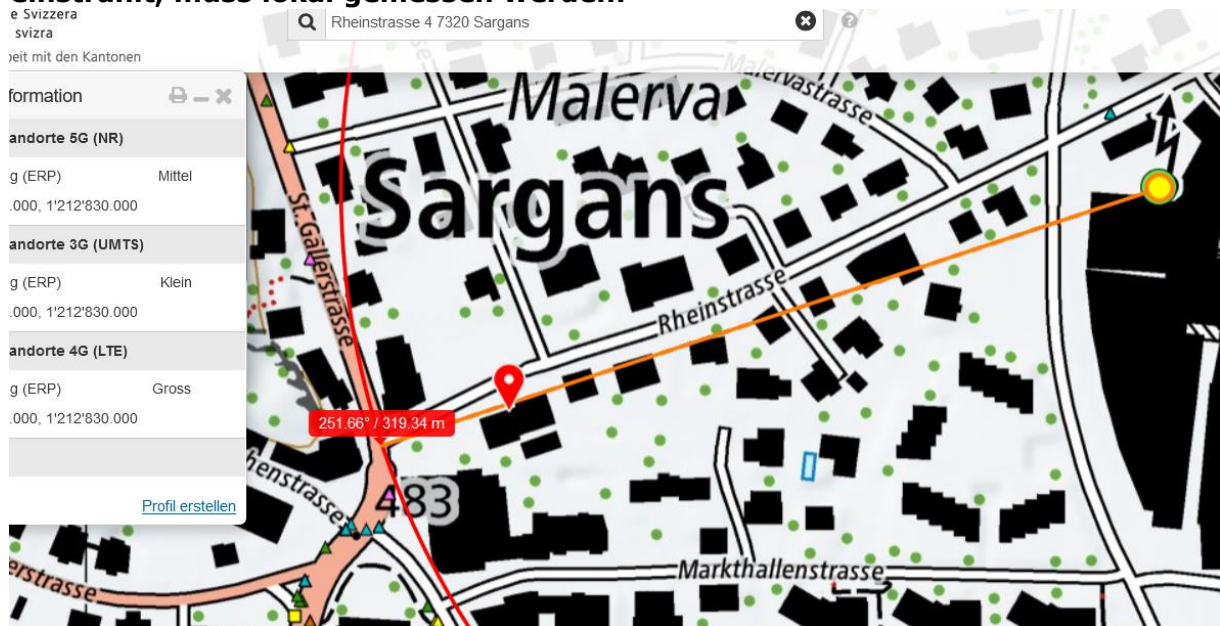 einstrahlt, muss lokal gemessen werden.
e Svizzera
svizra
beit mit den Kantonen
Rheinstrasse 4 7320 Sargans
formation
andorte 5G (NR)
g (ERP) Mittel
.000, 1'212'830.000
andorte 3G (UMTS)
g (ERP) Klein
.000, 1'212'830.000
andorte 4G (LTE)
g (ERP) Gross
.000, 1'212'830.000
Profil erstellen
Malerva
Malervastrasse
Sargans
St. Gallerstrasse
Rheinstrasse
251.66° / 319.34 m
henstrasse
483
erstrasse
Markthallenstrasse